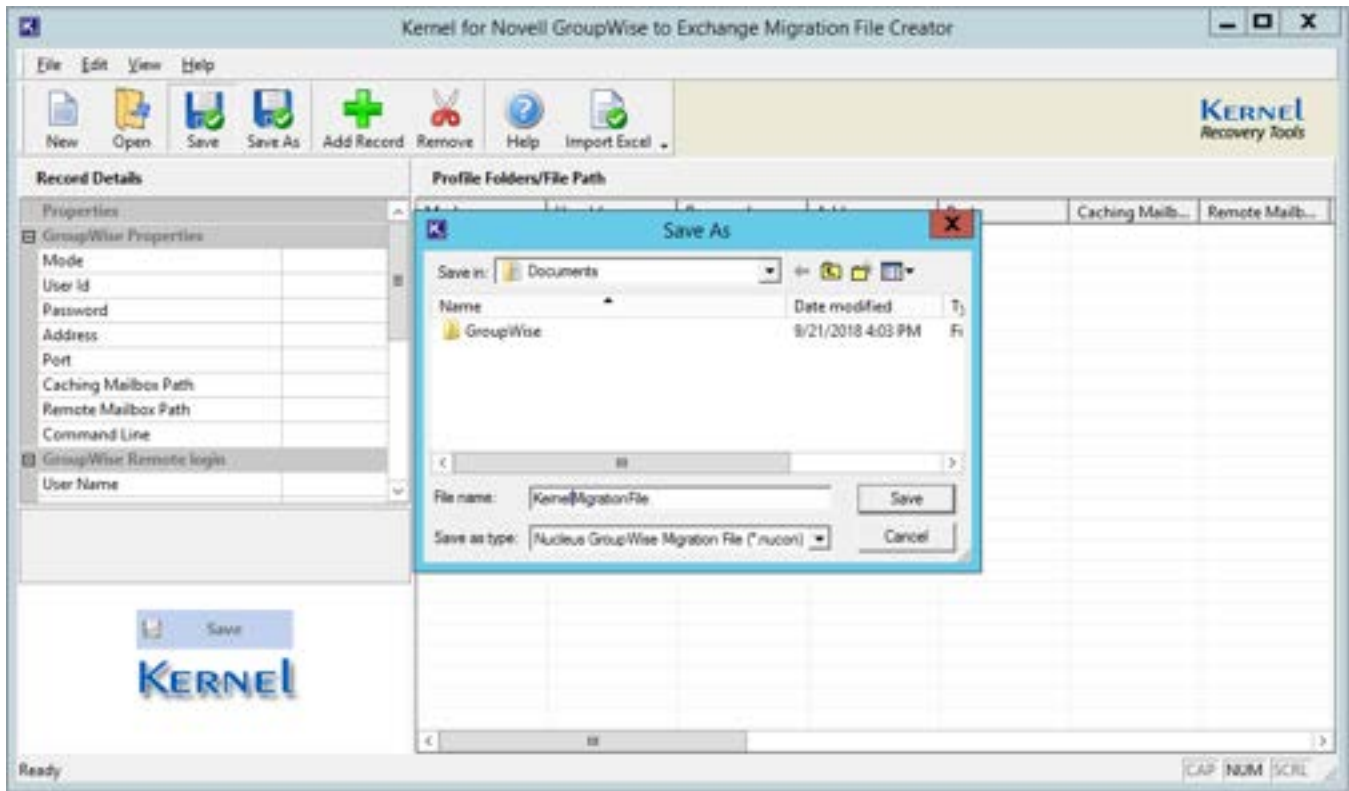 Kernel for Novell GroupWise to Exchange Migration File Creator
File Edit View Help
New Open Save Save As Add Record Remove Help Import Excel
KERNEL
Recovery Tools
Record Details
Profile Folders/File Path
Properties
Caching Mailb... Remote Mailb...
GroupWise Properties
Mode
User Id
Password
Address
Port
Caching Mailbox Path
Remote Mailbox Path
Command Line
GroupWise Remote login
User Name
Save As
Save in: Documents
Name Date modified
GroupWise 9/21/2018 4:03 PM Fi
File name: KernelMigrationFile Save
Save as type: Nucleus GroupWise Migration File (*.nucon) Cancel
Save
KERNEL
Ready
CAP NUM SCRL